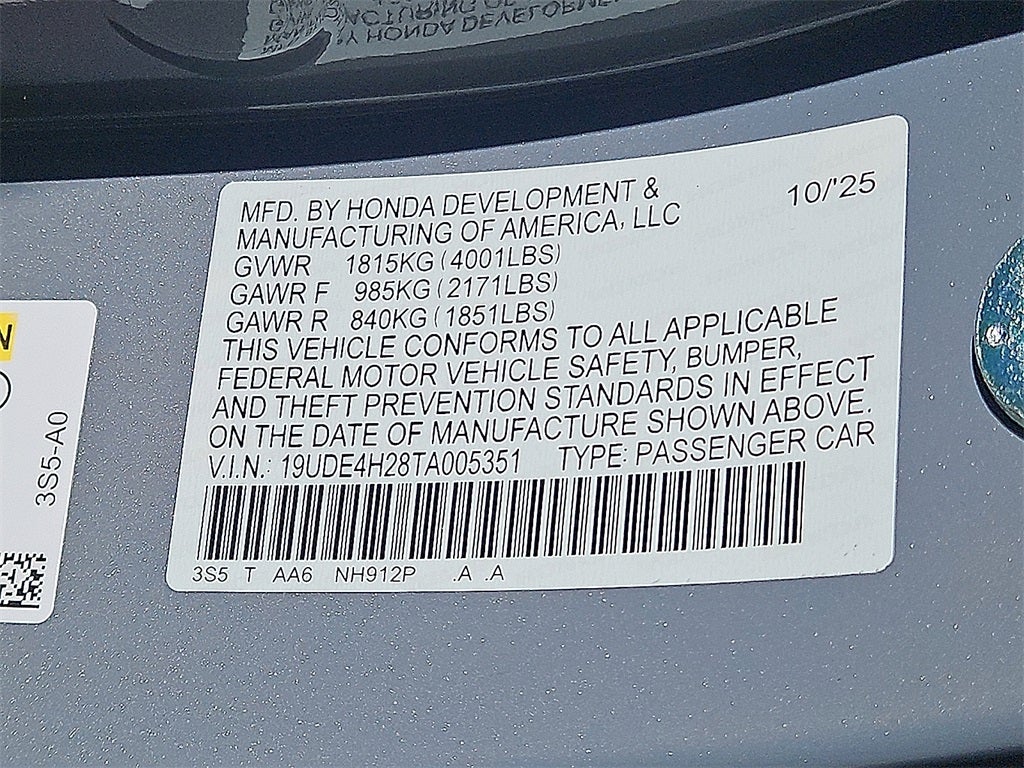 MFD. BY HONDA DEVELOPMENT &
MANUFACTURING OF AMERICA, LLC
10/'25
GVWR 1815KG (4001LBS)
GAWR F 985KG (2171LBS)
GAWR R 840KG (1851LBS)
THIS VEHICLE CONFORMS TO ALL APPLICABLE
FEDERAL MOTOR VEHICLE SAFETY, BUMPER,
AND THEFT PREVENTION STANDARDS IN EFFECT
ON THE DATE OF MANUFACTURE SHOWN ABOVE.
V.I.N.: 19UDE4H28TA005351 TYPE: PASSENGER CAR
3S5 T AA6 NH912P .A .A
N
3S5-A0